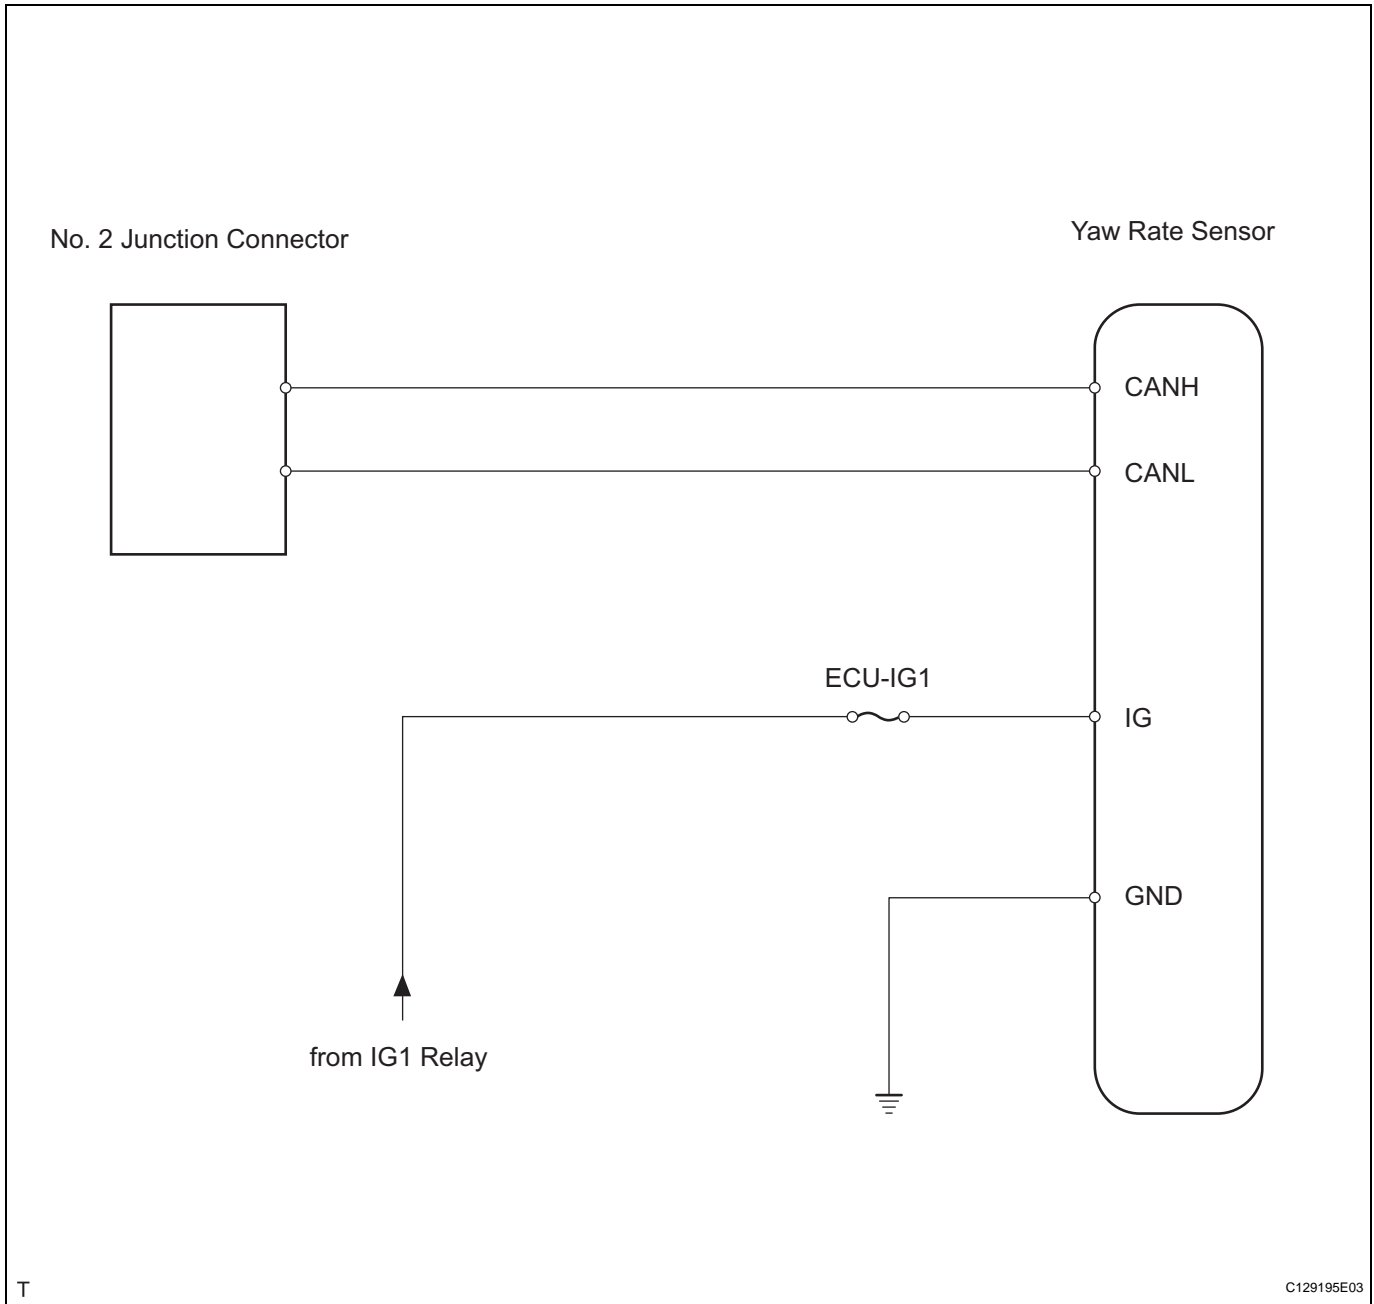 No. 2 Junction Connector
Yaw Rate Sensor
CANH
CANL
ECU-IG1
IG
GND
from IG1 Relay
T
C129195E03